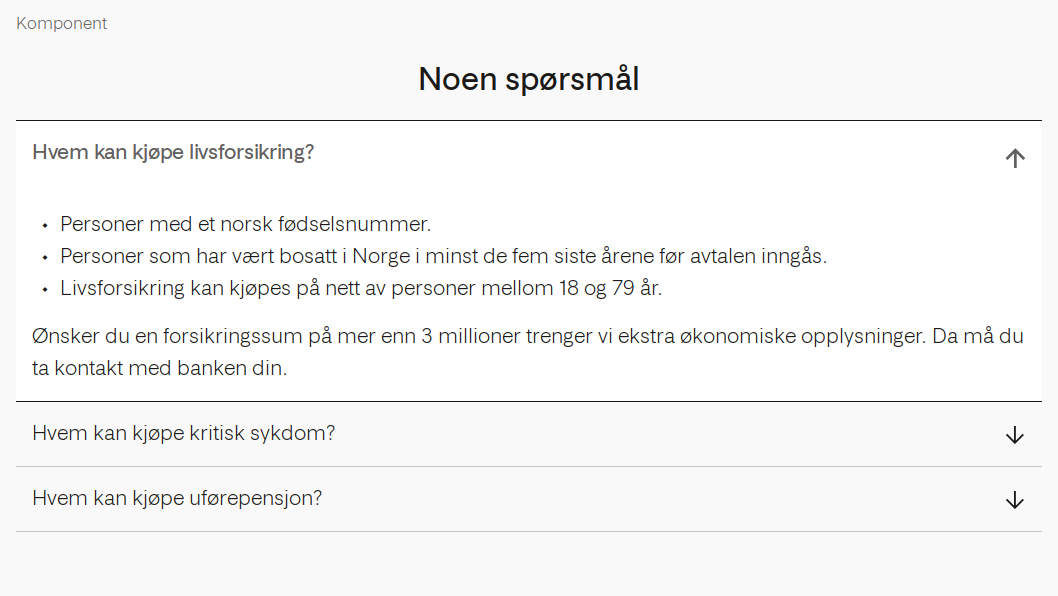 Komponent
Noen spørsmål
Hvem kan kjøpe livsforsikring?
• Personer med et norsk fødselsnummer.
• Personer som har vært bosatt i Norge i minst de fem siste årene før avtalen inngås.
• Livsforsikring kan kjøpes på nett av personer mellom 18 og 79 år.
Ønsker du en forsikringssum på mer enn 3 millioner trenger vi ekstra økonomiske opplysninger. Da må du
ta kontakt med banken din.
Hvem kan kjøpe kritisk sykdom?
Hvem kan kjøpe uførepensjon?